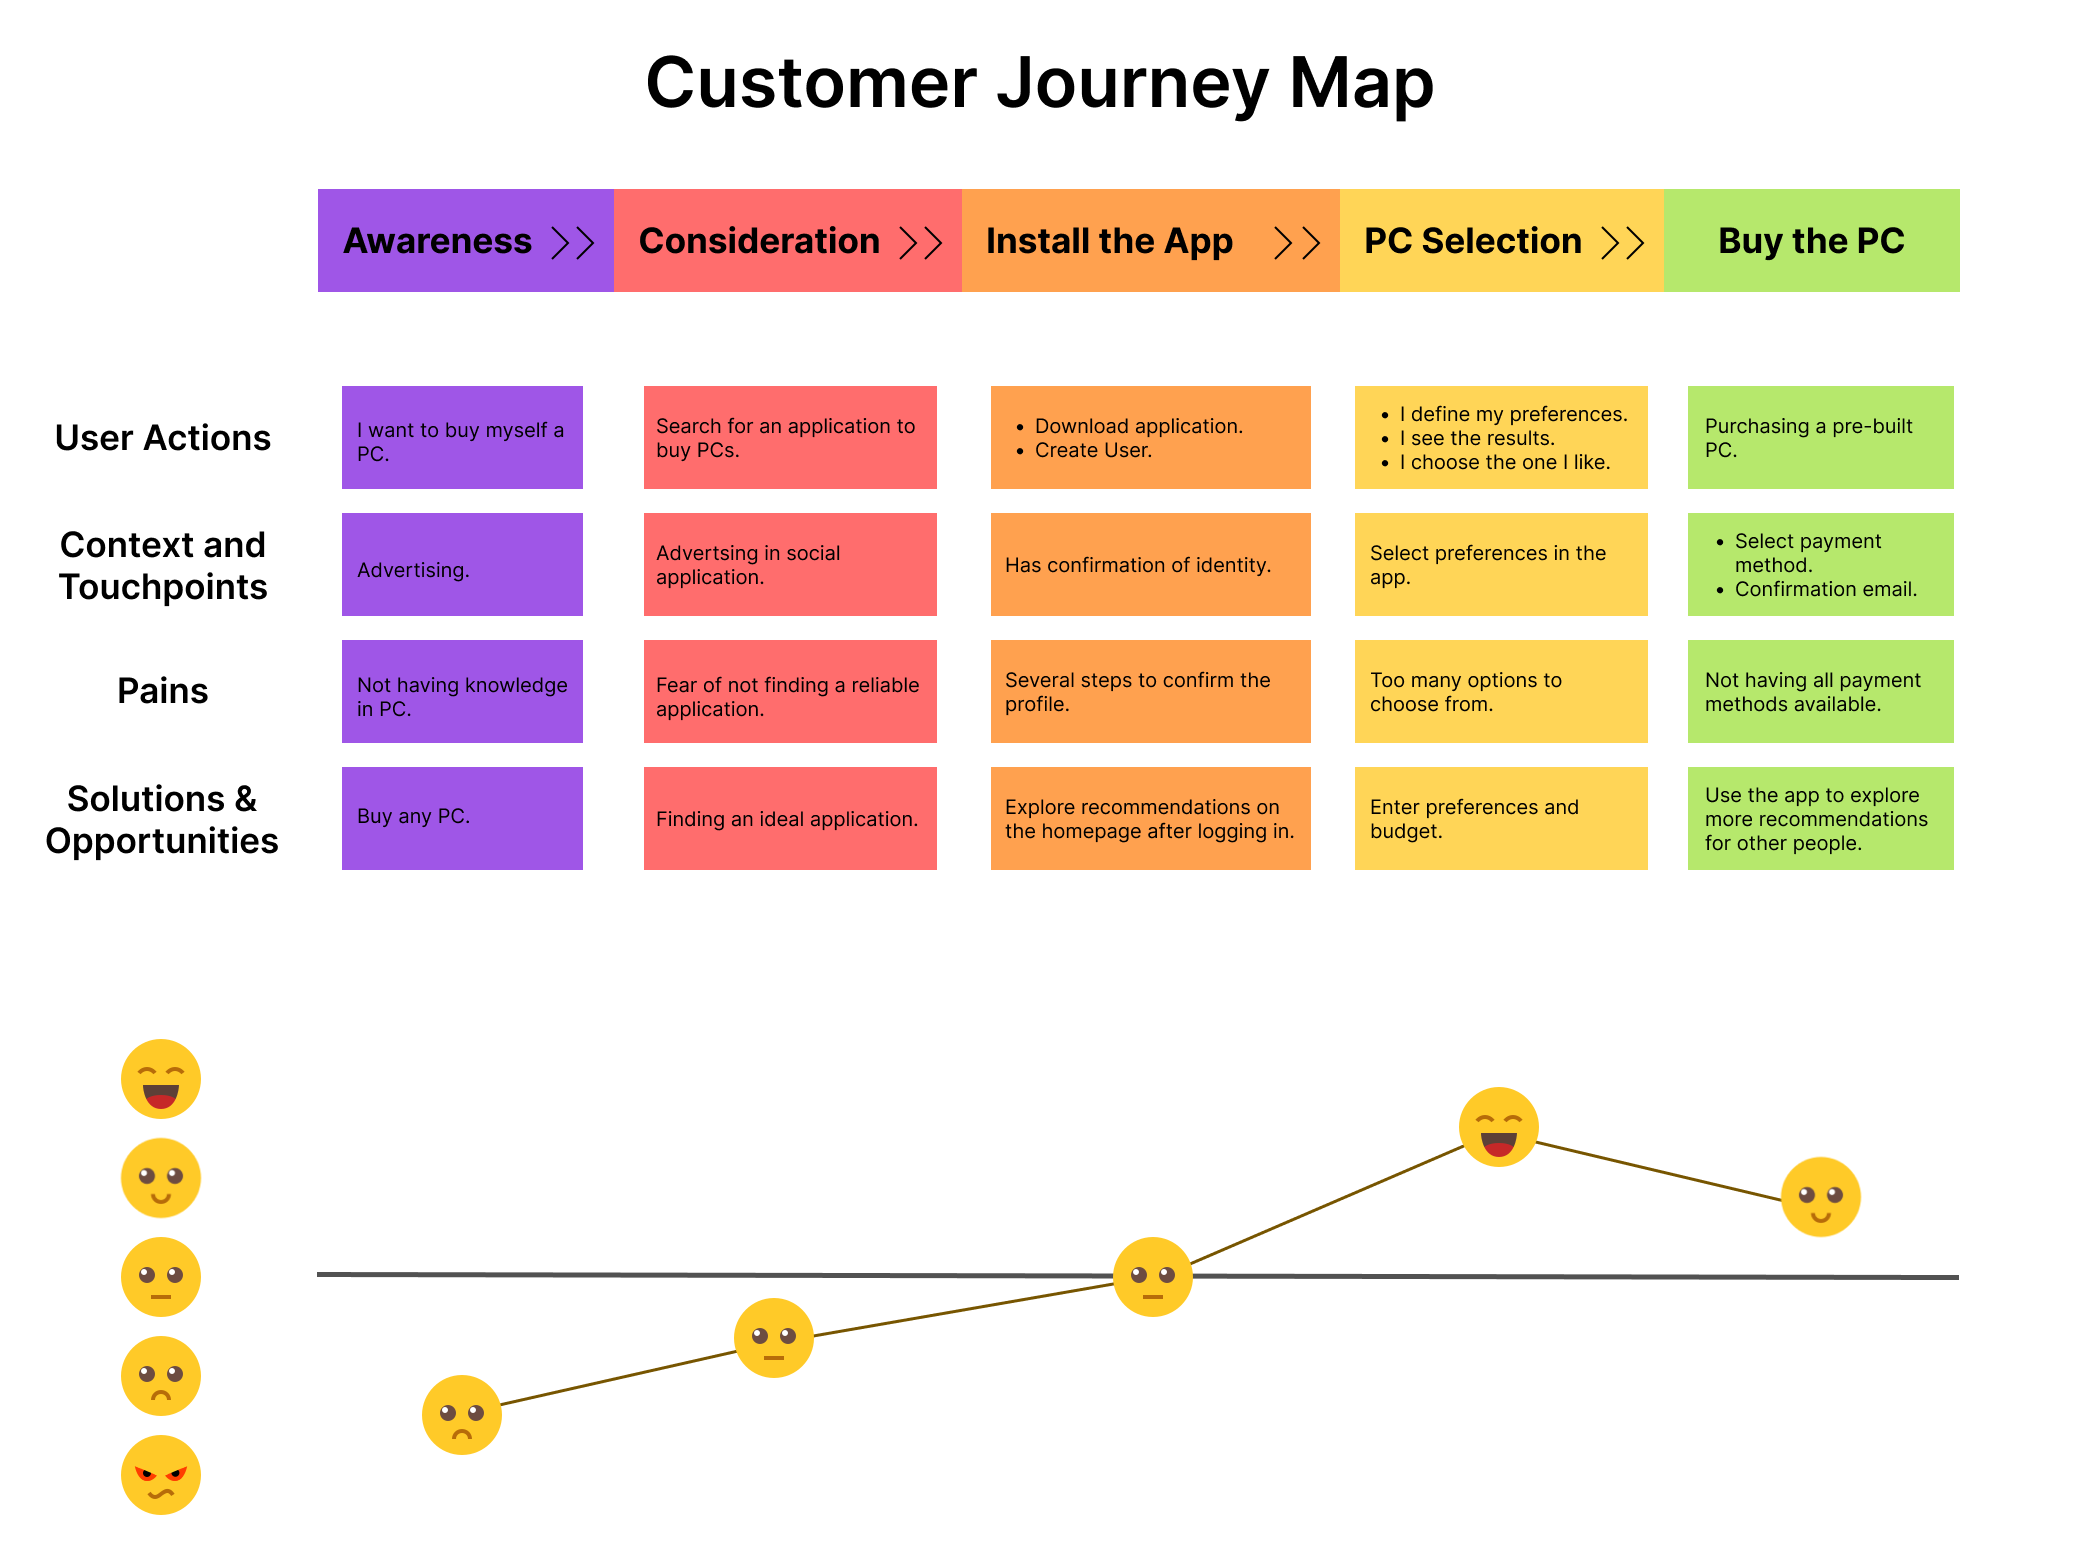 Customer Journey Map
Awareness
Consideration
Install the App
PC Selection
Buy the PC
User Actions
I want to buy myself a
PC.
Search for an application to
buy PCs.
• Download application.
• Create User.
• I define my preferences.
• I see the results.
• I choose the one I like.
Purchasing a pre-built
PC.
Context and
Touchpoints
Advertising.
Advertsing in social
application.
Has confirmation of identity.
Select preferences in the
app.
• Select payment
method.
• Confirmation email.
Pains
Not having knowledge
in PC.
Fear of not finding a reliable
application.
Several steps to confirm the
profile.
Too many options to
choose from.
Not having all payment
methods available.
Solutions &
Opportunities
Buy any PC.
Finding an ideal application.
Explore recommendations on
the homepage after logging in.
Enter preferences and
budget.
Use the app to explore
more recommendations
for other people.